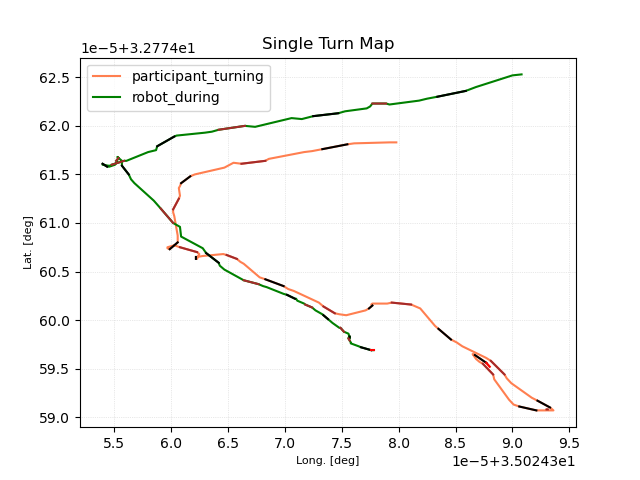 Single Turn Map
1e−5+3.2774e1
participant_turning
robot_during
62.5
62.0
61.5
61.0
60.5
60.0
59.5
59.0
Lat. [deg]
5.5 6.0 6.5 7.0 7.5 8.0 8.5 9.0 9.5
Long. [deg]
1e−5+3.50243e1